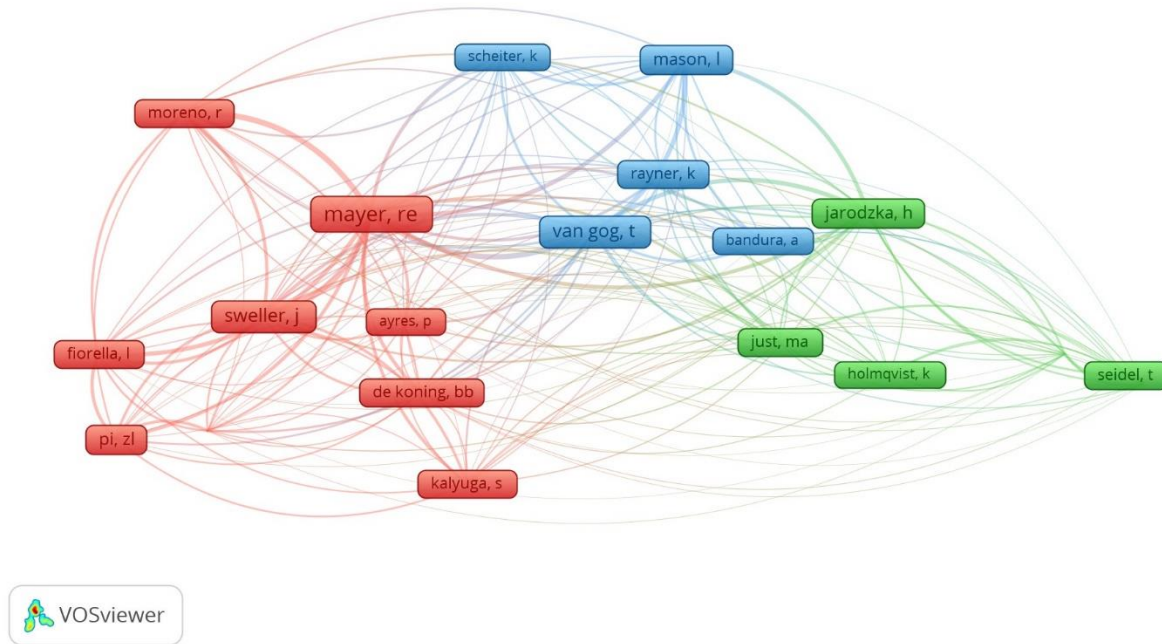 scheiter, k
mason, l
moreno, r
rayner, k
mayer, re
jarodzka, h
van gog, t
bandura, a
sweller, j
ayres, p
just, ma
fiorella, l
holmqvist, k
seidel, t
de koning, bb
pi, zl
kalyuga, s
VOSviewer